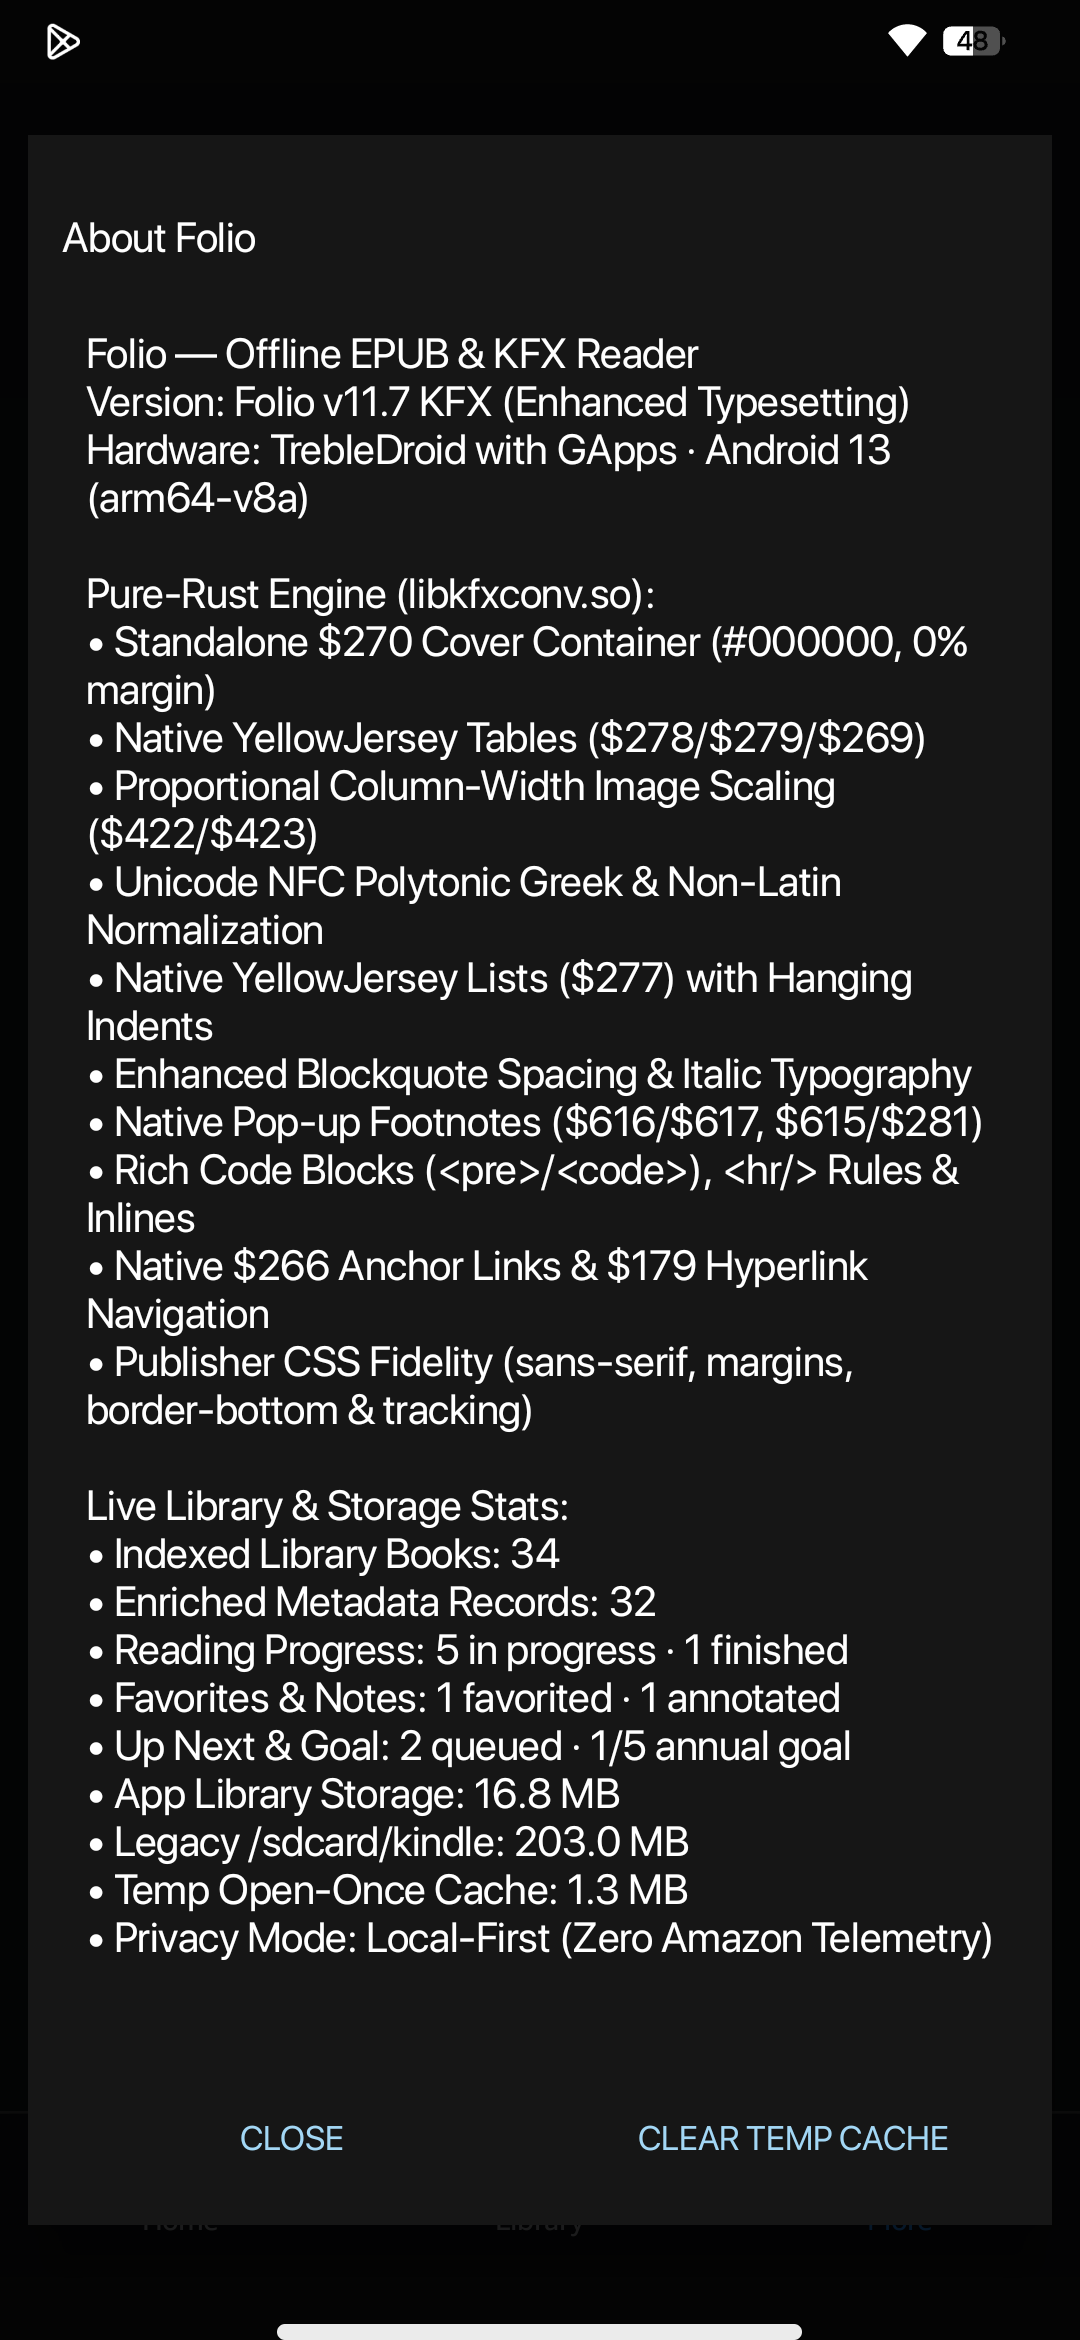 48
About Folio
Folio — Offline EPUB & KFX Reader
Version: Folio v11.7 KFX (Enhanced Typesetting)
Hardware: TrebleDroid with GApps · Android 13
(arm64-v8a)
Pure-Rust Engine (libkfxconv.so):
• Standalone $270 Cover Container (#000000, 0%
margin)
• Native YellowJersey Tables ($278/$279/$269)
• Proportional Column-Width Image Scaling
($422/$423)
• Unicode NFC Polytonic Greek & Non-Latin
Normalization
• Native YellowJersey Lists ($277) with Hanging
Indents
• Enhanced Blockquote Spacing & Italic Typography
• Native Pop-up Footnotes ($616/$617, $615/$281)
• Rich Code Blocks (<pre>/<code>), <hr/> Rules &
Inlines
• Native $266 Anchor Links & $179 Hyperlink
Navigation
• Publisher CSS Fidelity (sans-serif, margins,
border-bottom & tracking)
Live Library & Storage Stats:
• Indexed Library Books: 34
• Enriched Metadata Records: 32
• Reading Progress: 5 in progress · 1 finished
• Favorites & Notes: 1 favorited · 1 annotated
• Up Next & Goal: 2 queued · 1/5 annual goal
• App Library Storage: 16.8 MB
• Legacy /sdcard/kindle: 203.0 MB
• Temp Open-Once Cache: 1.3 MB
• Privacy Mode: Local-First (Zero Amazon Telemetry)
CLOSE CLEAR TEMP CACHE
Home Library More